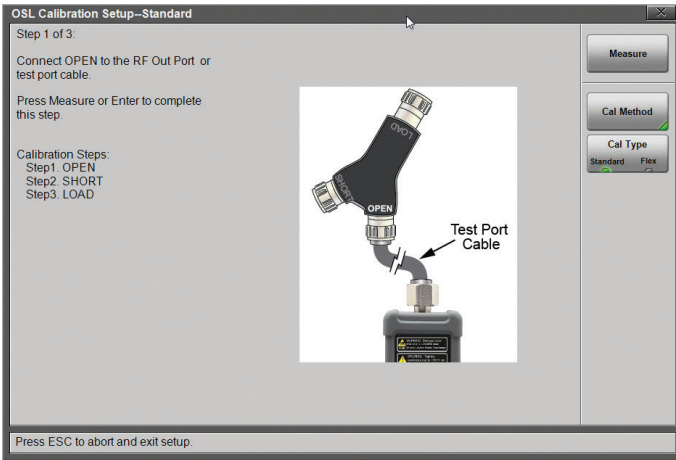 OSL Calibration Setup--Standard
Step 1 of 3:
Connect OPEN to the RF Out Port or
test port cable.
Press Measure or Enter to complete
this step.
Calibration Steps:
Step1. OPEN
Step2. SHORT
Step3. LOAD
LOAD
SHORT
OPEN
Test Port
Cable
Measure
Cal Method
Cal Type
Standard Flex
Press ESC to abort and exit setup.